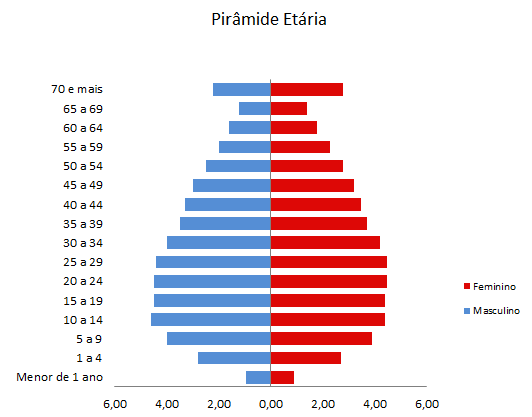 Pirâmide Etária
70 e mais
65 a 69
60 a 64
55 a 59
50 a 54
45 a 49
40 a 44
35 a 39
30 a 34
25 a 29
20 a 24
15 a 19
10 a 14
5 a 9
1 a 4
Menor de 1 ano
6,00 4,00 2,00 0,00 2,00 4,00 6,00
Feminino
Masculino